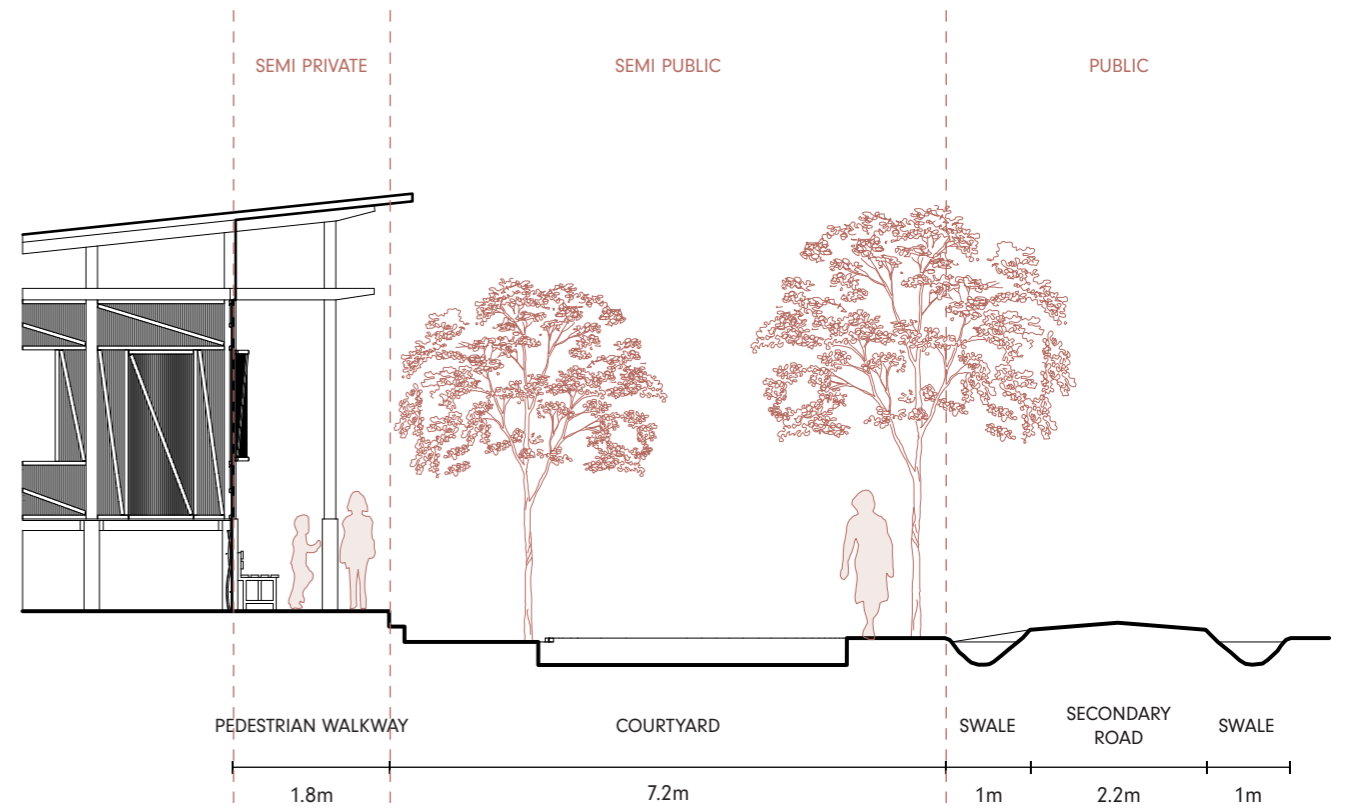 SEMI PRIVATE
SEMI PUBLIC
PUBLIC
PEDESTRIAN WALKWAY
COURTYARD
SWALE
SECONDARY
ROAD
SWALE
1.8m
7.2m
1m
2.2m
1m